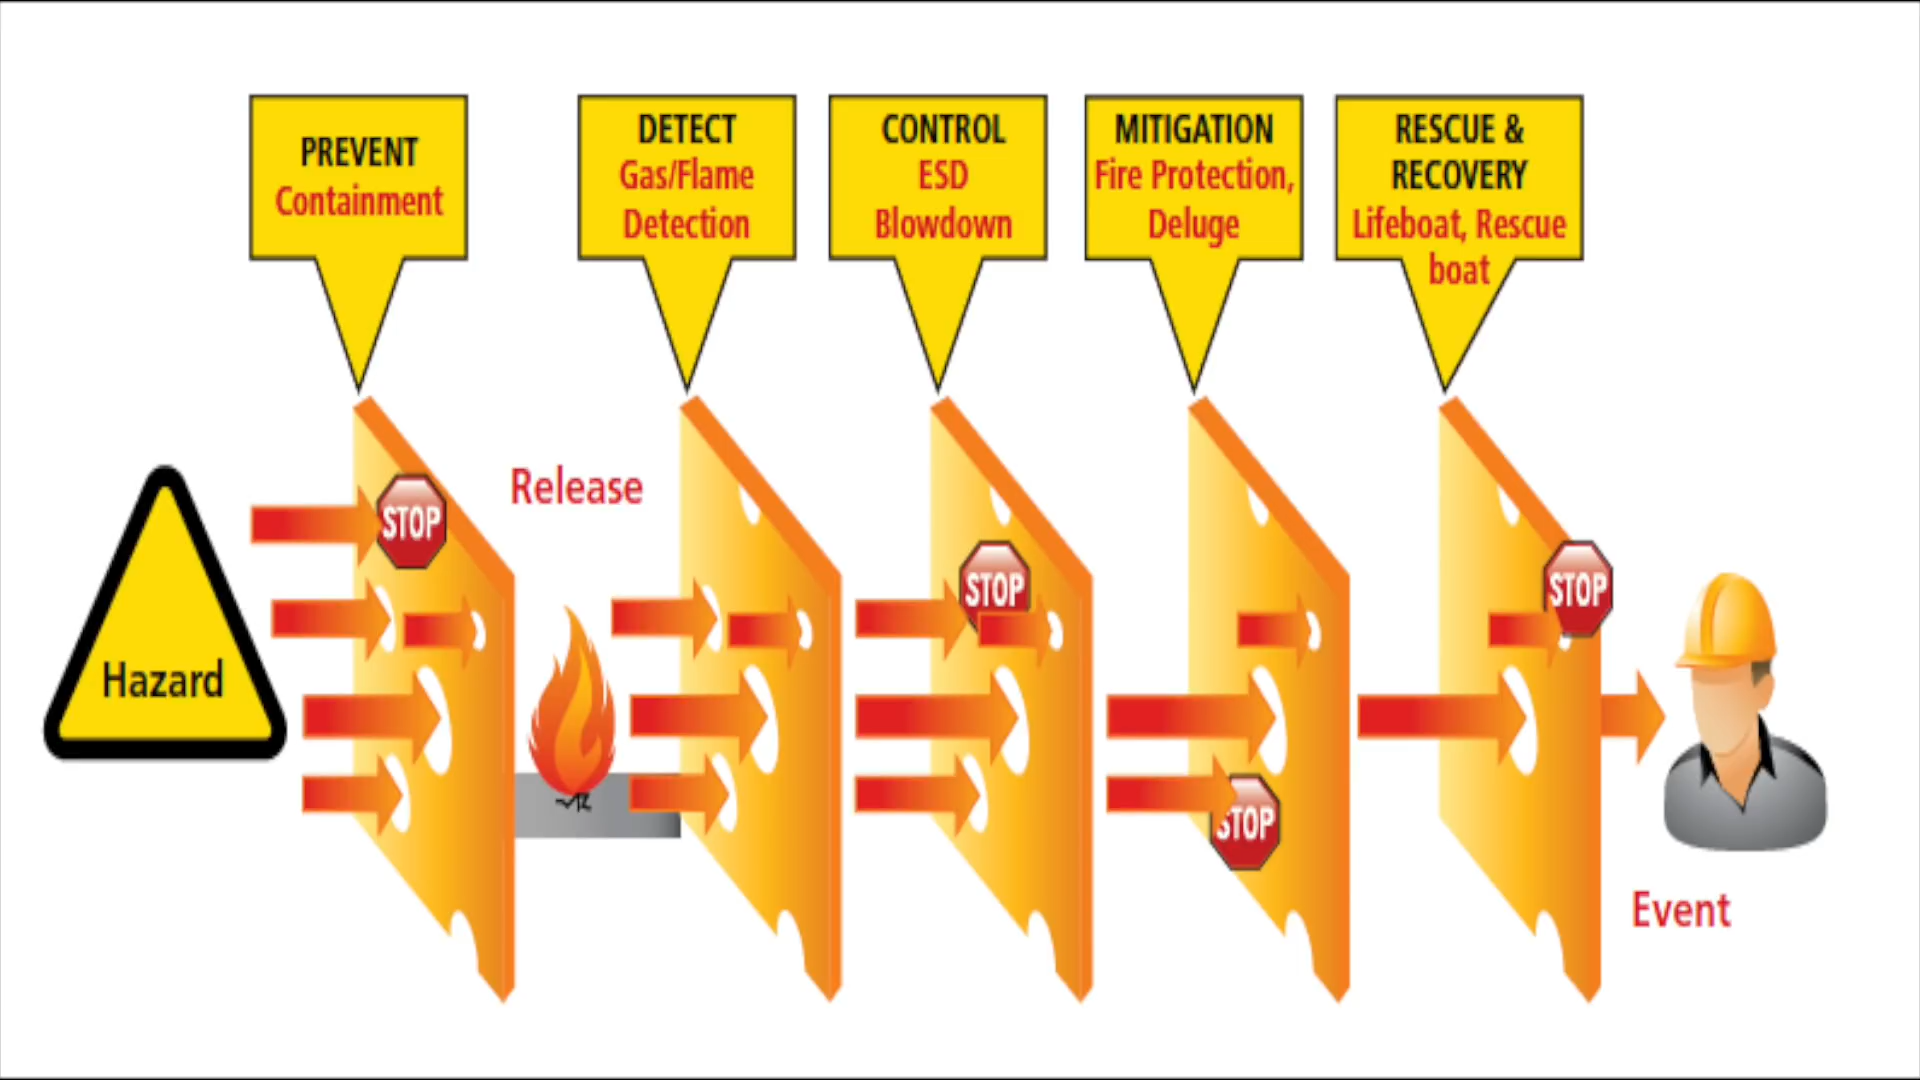 PREVENT
Containment
DETECT
Gas/Flame
Detection
CONTROL
ESD
Blowdown
MITIGATION
Fire Protection,
Deluge
RESCUE &
RECOVERY
Lifeboat, Rescue
boat
Release
STOP
STOP
STOP
Hazard
STOP
Event